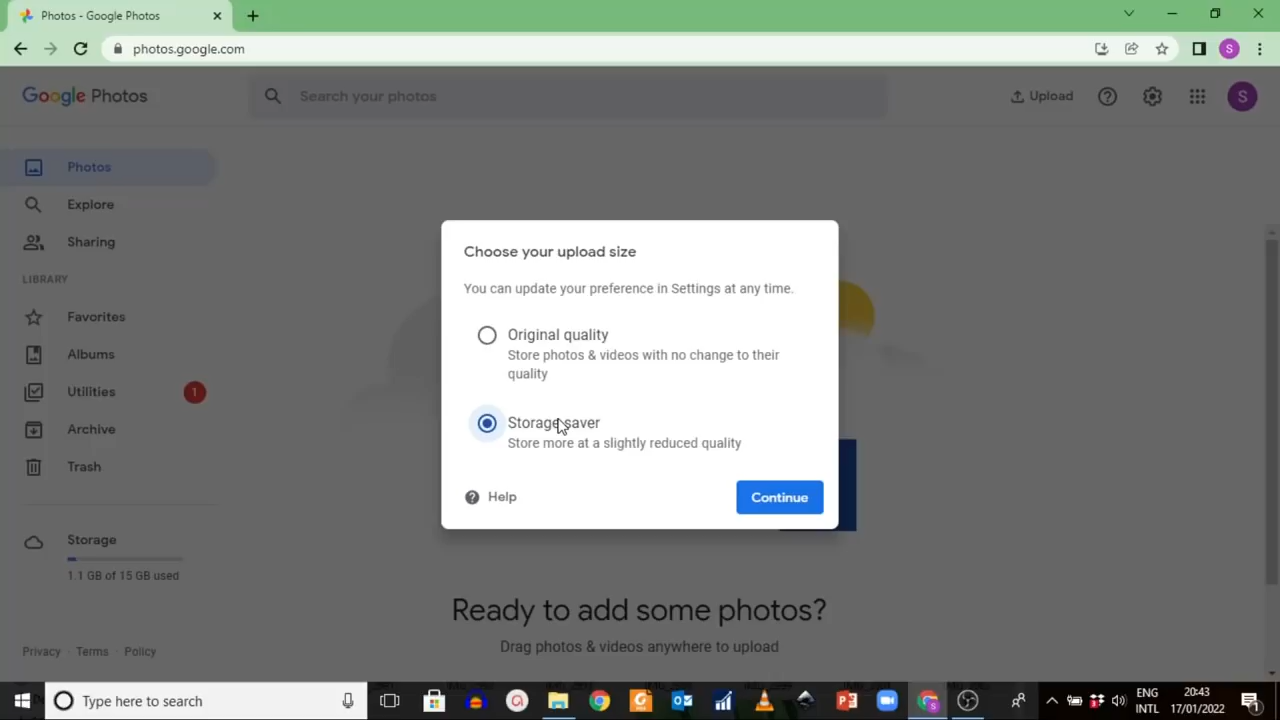 Photos - Google Photos
photos.google.com
S
Google Photos
Search your photos
Upload
S
Photos
Explore
Sharing
LIBRARY
Favorites
Albums
Utilities
1
Archive
Trash
Storage
1.1 GB of 15 GB used
Privacy · Terms · Policy
Choose your upload size
You can update your preference in Settings at any time.
Original quality
Store photos & videos with no change to their
quality
Storage saver
Store more at a slightly reduced quality
Help
Continue
Ready to add some photos?
Drag photos & videos anywhere to upload
Type here to search
ENG
INTL
20:43
17/01/2022
1